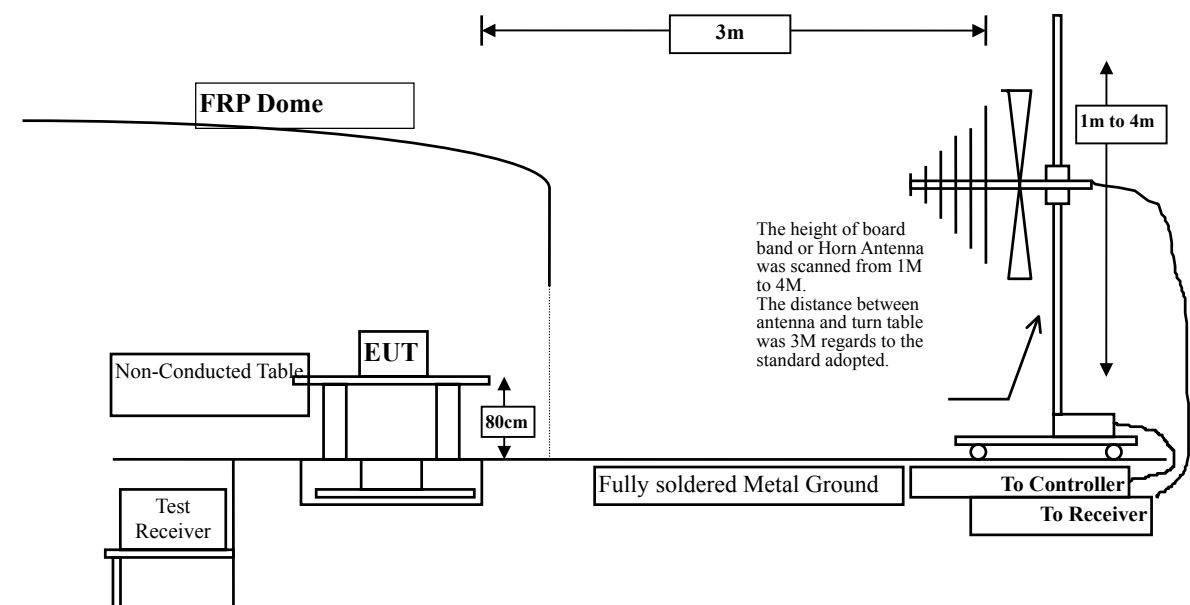 3m
FRP Dome
1m to 4m
The height of board
band or Horn Antenna
was scanned from 1M
to 4M.
The distance between
antenna and turn table
was 3M regards to the
standard adopted.
EUT
Non-Conducted Table
80cm
Fully soldered Metal Ground
To Controller
Test
Receiver
To Receiver